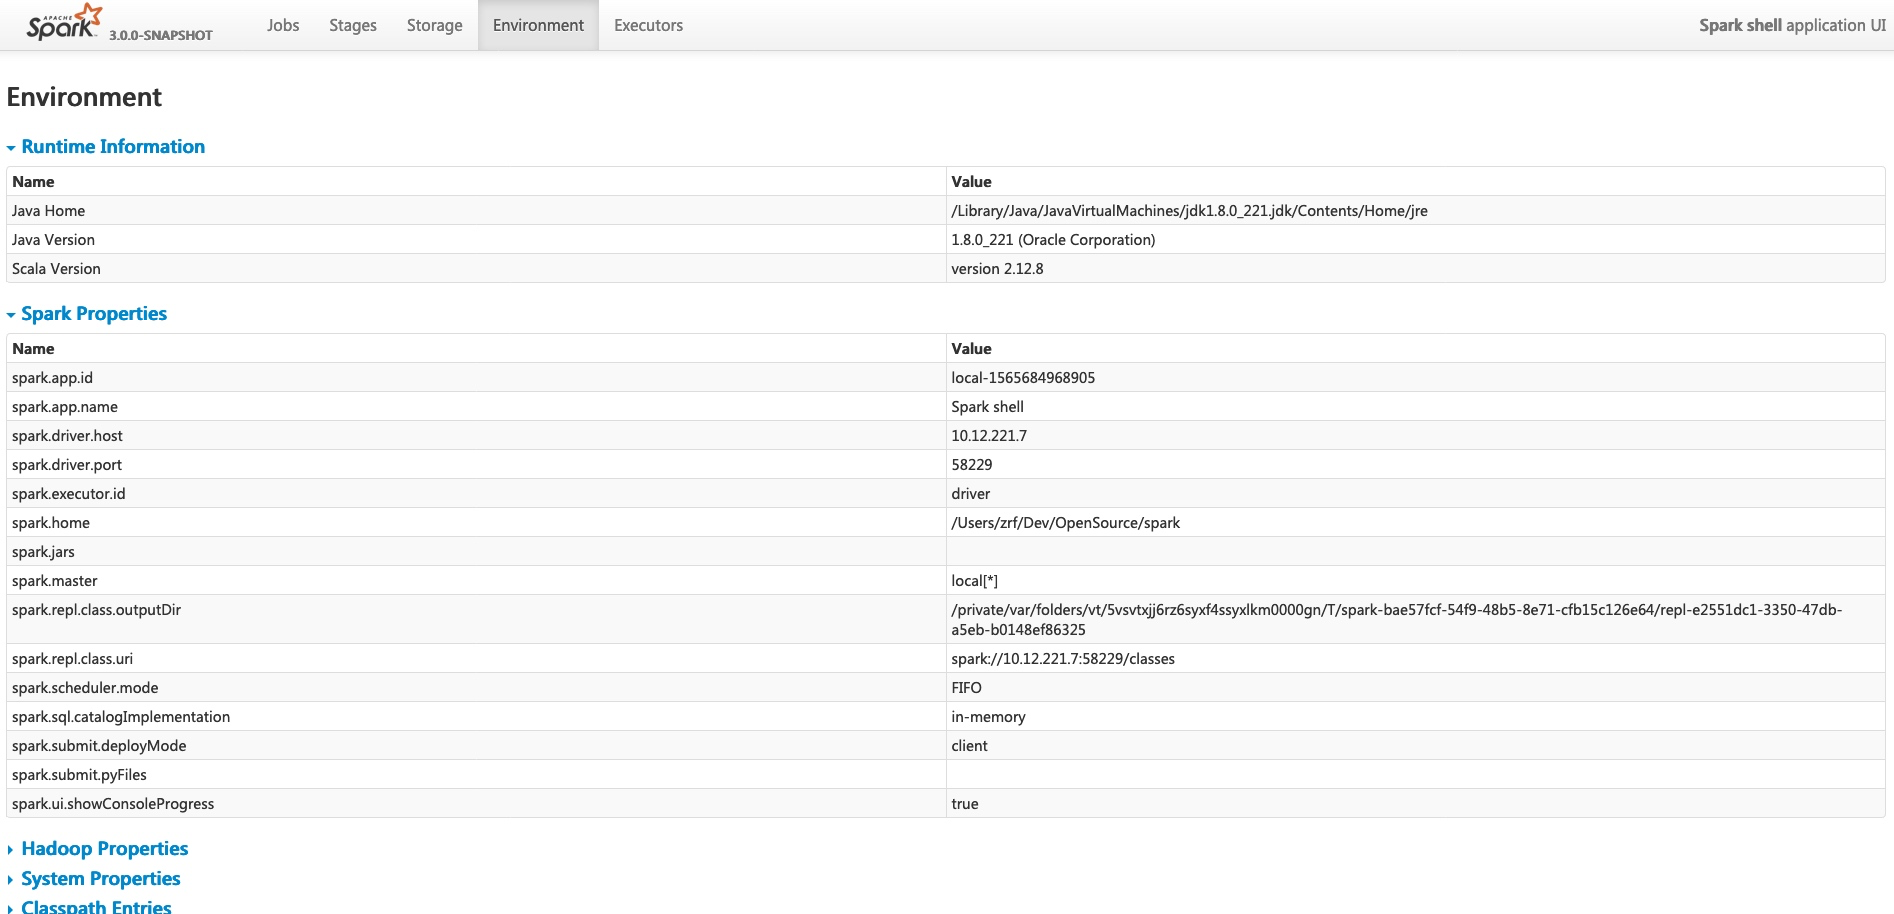 APACHE Spark 3.0.0-SNAPSHOT Jobs Stages Storage Environment Executors Spark shell application UI
Environment
Runtime Information
Name Value
Java Home /Library/Java/JavaVirtualMachines/jdk1.8.0_221.jdk/Contents/Home/jre
Java Version 1.8.0_221 (Oracle Corporation)
Scala Version version 2.12.8
Spark Properties
Name Value
spark.app.id local-1565684968905
spark.app.name Spark shell
spark.driver.host 10.12.221.7
spark.driver.port 58229
spark.executor.id driver
spark.home /Users/zrf/Dev/OpenSource/spark
spark.jars
spark.master local[*]
spark.repl.class.outputDir /private/var/folders/vt/5vsvtxjj6rz6syxf4ssyxlkm0000gn/T/spark-bae57fcf-54f9-48b5-8e71-cfb15c126e64/repl-e2551dc1-3350-47db-
a5eb-b0148ef86325
spark.repl.class.uri spark://10.12.221.7:58229/classes
spark.scheduler.mode FIFO
spark.sql.catalogImplementation in-memory
spark.submit.deployMode client
spark.submit.pyFiles
spark.ui.showConsoleProgress true
Hadoop Properties
System Properties
Classpath Entries